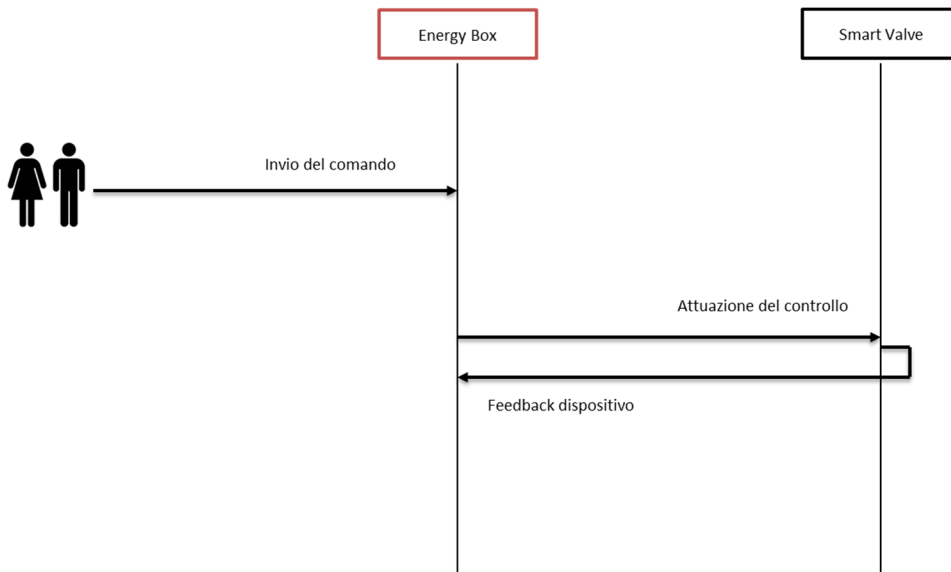 Energy Box
Smart Valve
Invio del comando
Attuazione del controllo
Feedback dispositivo